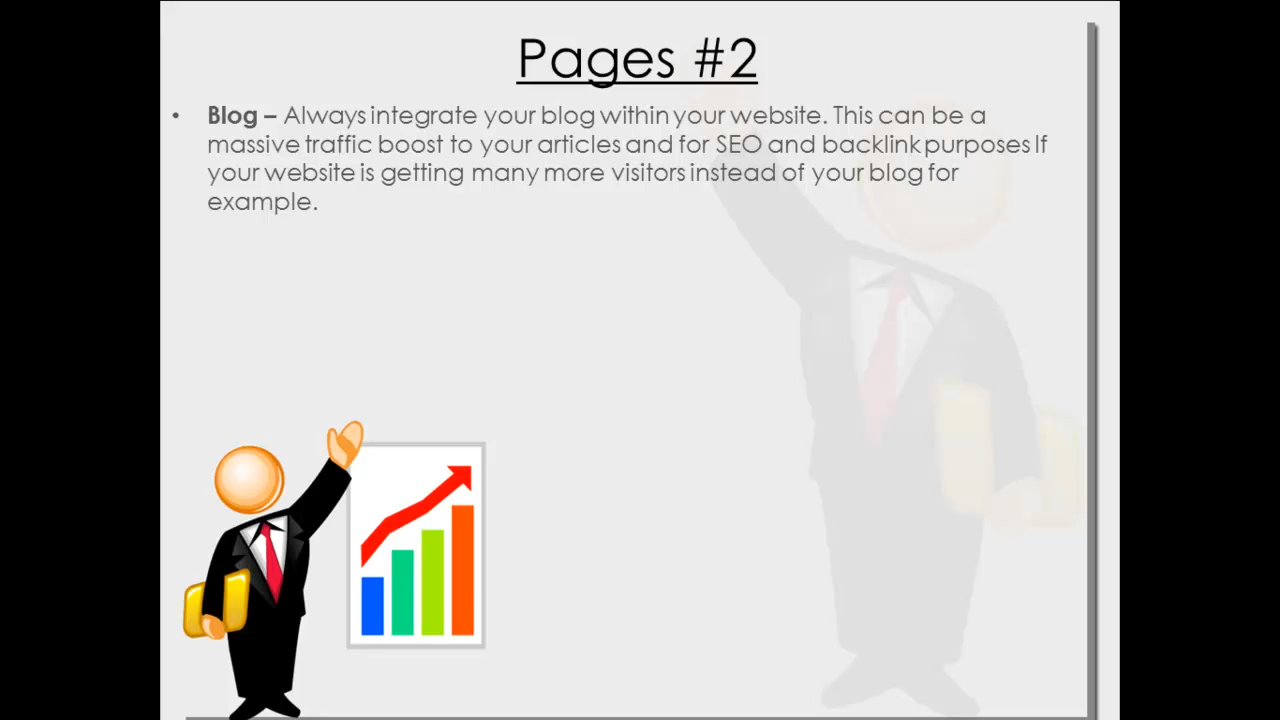 Pages #2
• Blog – Always integrate your blog within your website. This can be a
massive traffic boost to your articles and for SEO and backlink purposes If
your website is getting many more visitors instead of your blog for
example.